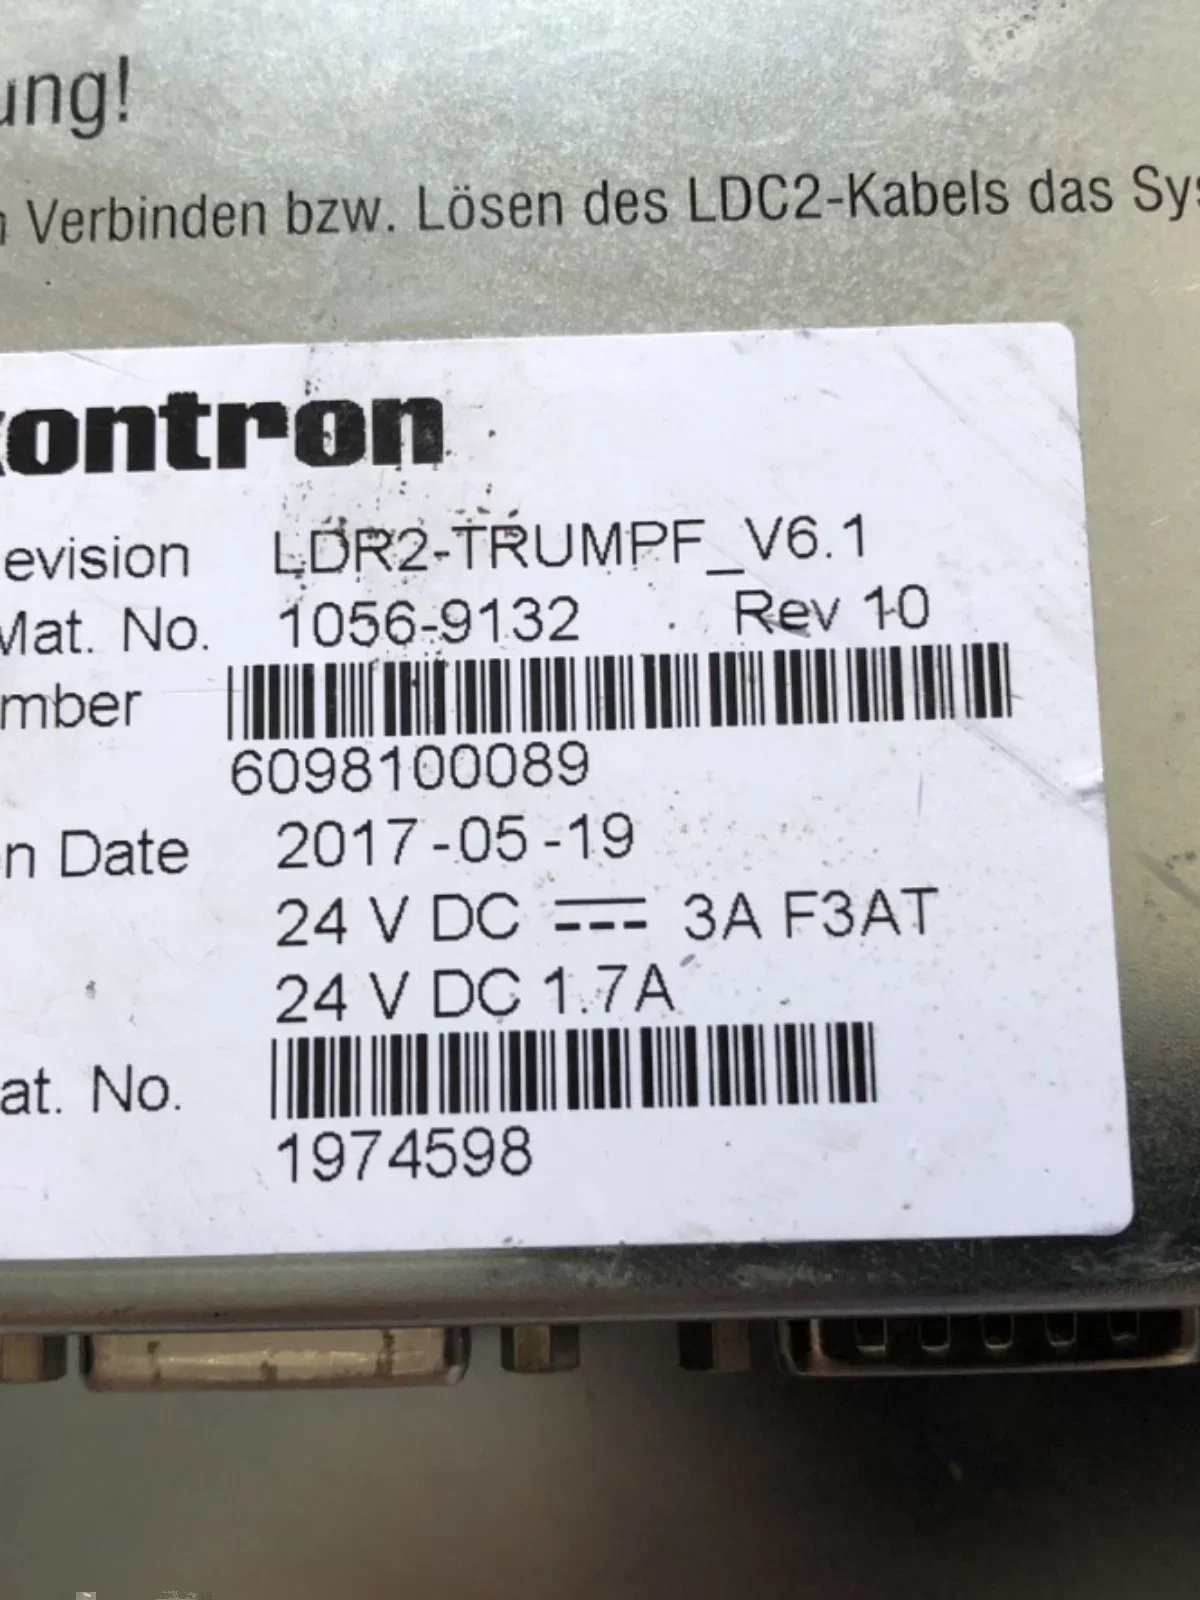 ung!
n Verbinden bzw. Lösen des LDC2-Kabels das Sys
kontron
evision LDR2-TRUMPF_V6.1
Mat. No. 1056-9132 Rev 10
mber
6098100089
n Date 2017-05-19
24 V DC ⎓ 3A F3AT
24 V DC 1.7A
at. No.
1974598